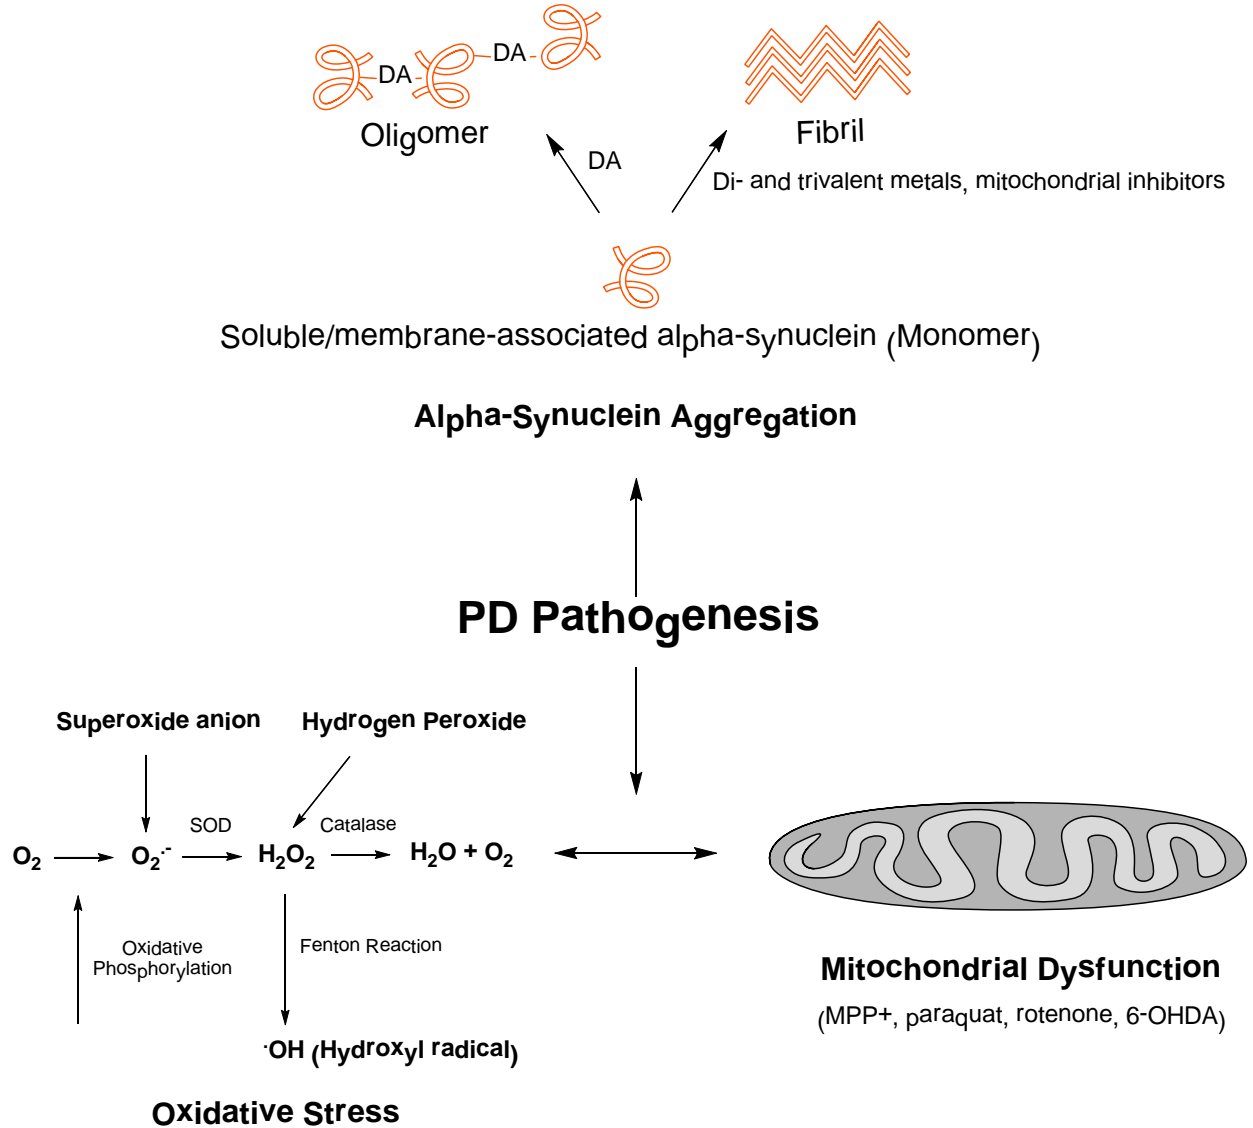 DA
DA
Oligomer
Fibril
DA
Di- and trivalent metals, mitochondrial inhibitors
Soluble/membrane-associated alpha-synuclein (Monomer)
Alpha-Synuclein Aggregation
PD Pathogenesis
Superoxide anion
Hydrogen Peroxide
SOD
Catalase
O₂
O₂·-
H₂O₂
H₂O + O₂
Oxidative
Phosphorylation
Fenton Reaction
·OH (Hydroxyl radical)
Oxidative Stress
Mitochondrial Dysfunction
(MPP+, paraquat, rotenone, 6-OHDA)